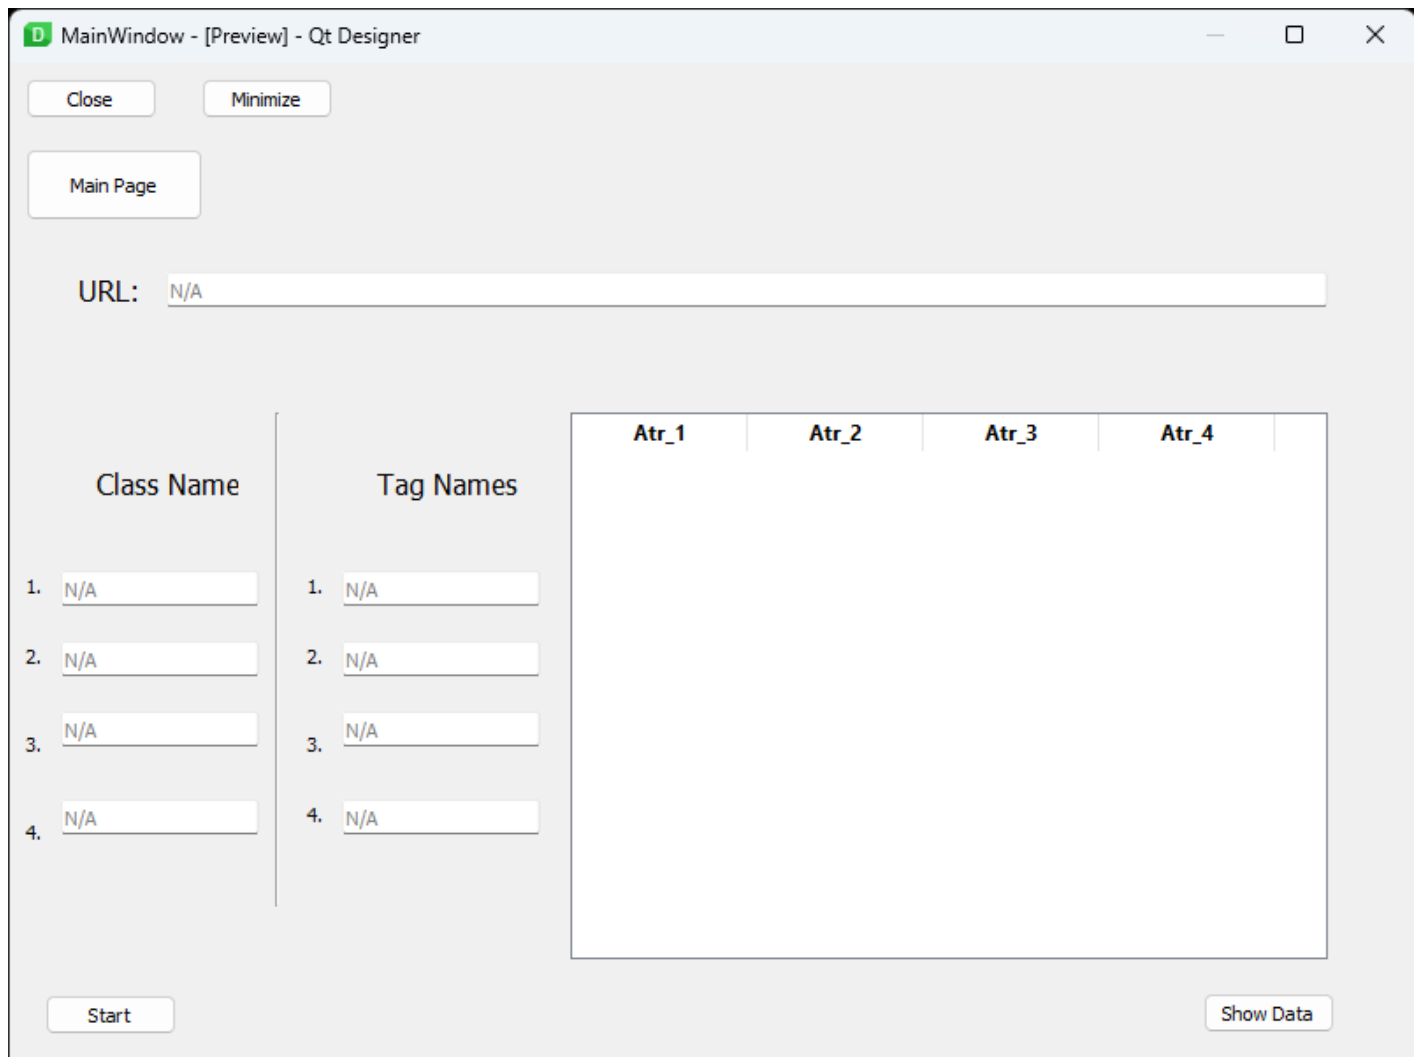 D MainWindow - [Preview] - Qt Designer
Close Minimize
Main Page
URL: N/A
Atr_1 Atr_2 Atr_3 Atr_4
Class Name Tag Names
1. N/A 1. N/A
2. N/A 2. N/A
3. N/A 3. N/A
4. N/A 4. N/A
Start Show Data